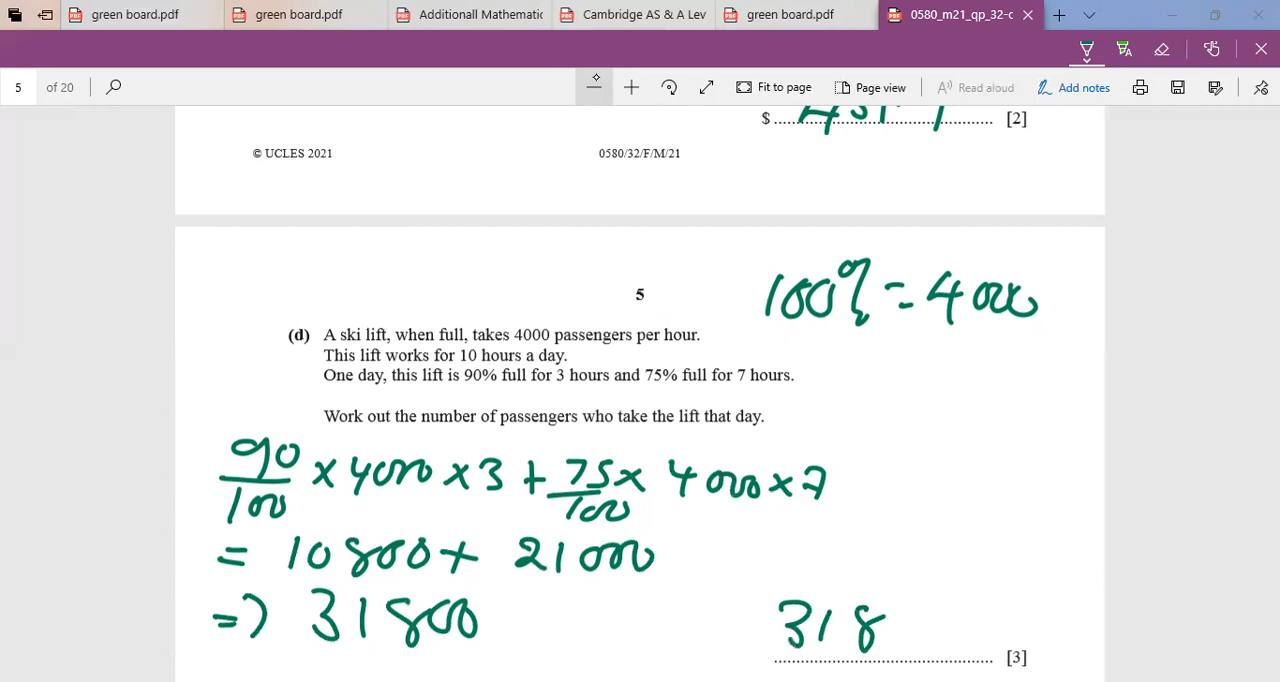 green board.pdf
green board.pdf
Additionall Mathematic
Cambridge AS & A Lev
green board.pdf
0580_m21_qp_32-c
5 of 20
Fit to page
Page view
Read aloud
Add notes
$ ........ [2]
© UCLES 2021
0580/32/F/M/21
5
100% = 4000
(d) A ski lift, when full, takes 4000 passengers per hour.
This lift works for 10 hours a day.
One day, this lift is 90% full for 3 hours and 75% full for 7 hours.
Work out the number of passengers who take the lift that day.
90/100 × 4000 × 3 + 75/100 × 4000 × 7
= 10800 + 21000
=> 31800
318
........ [3]